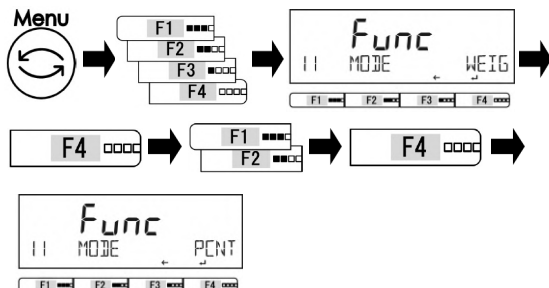 Menu
F1
F2
F3
F4
Func
11 MODE WEIG
F1 F2 F3 F4
F4
F1
F2
F4
Func
11 MODE PCNT
F1 F2 F3 F4